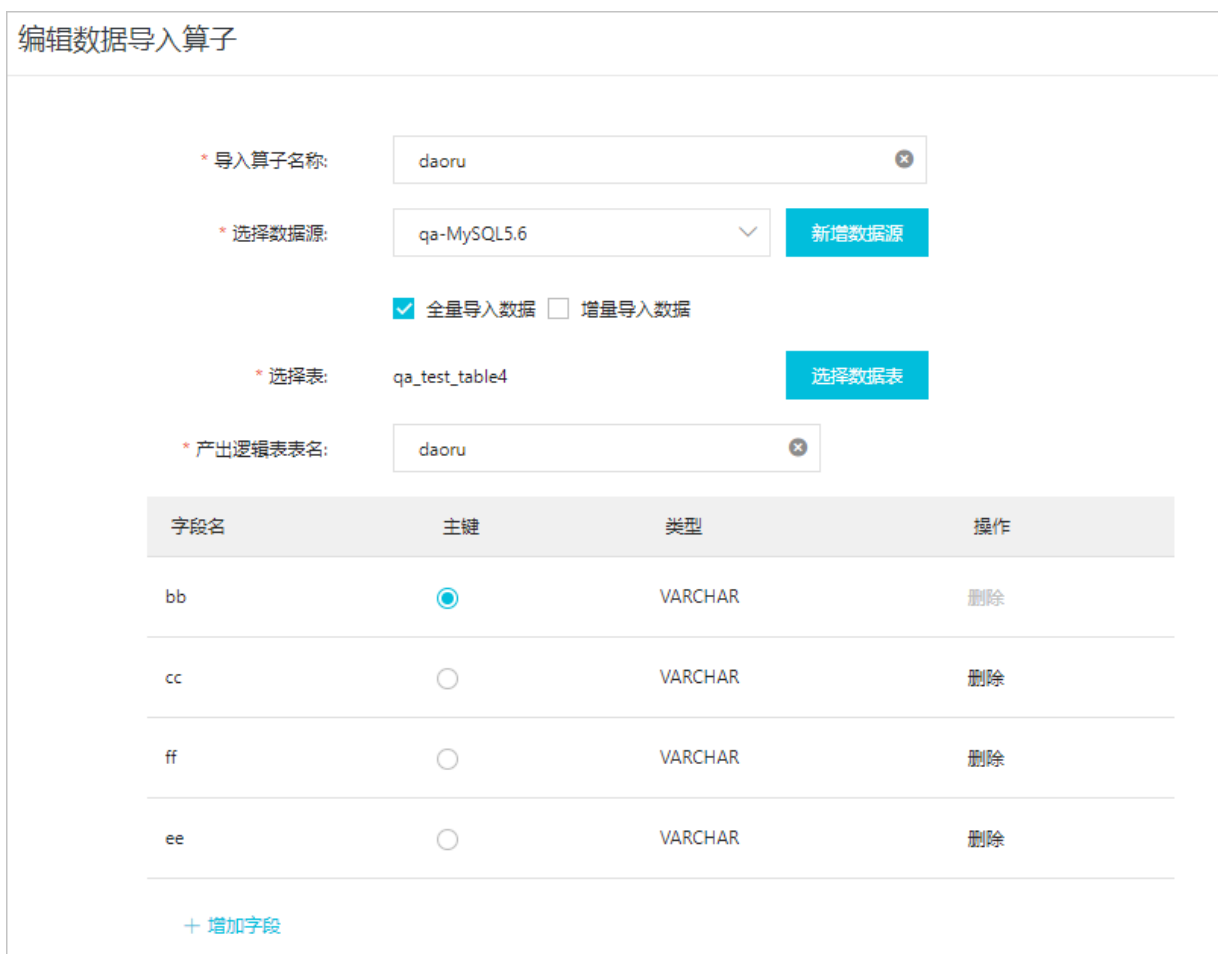 编辑数据导入算子
* 导入算子名称: daoru
* 选择数据源: qa-MySQL5.6 新增数据源
全量导入数据 增量导入数据
* 选择表: qa_test_table4 选择数据表
* 产出逻辑表表名: daoru
字段名 主键 类型 操作
bb VARCHAR 删除
cc VARCHAR 删除
ff VARCHAR 删除
ee VARCHAR 删除
+ 增加字段